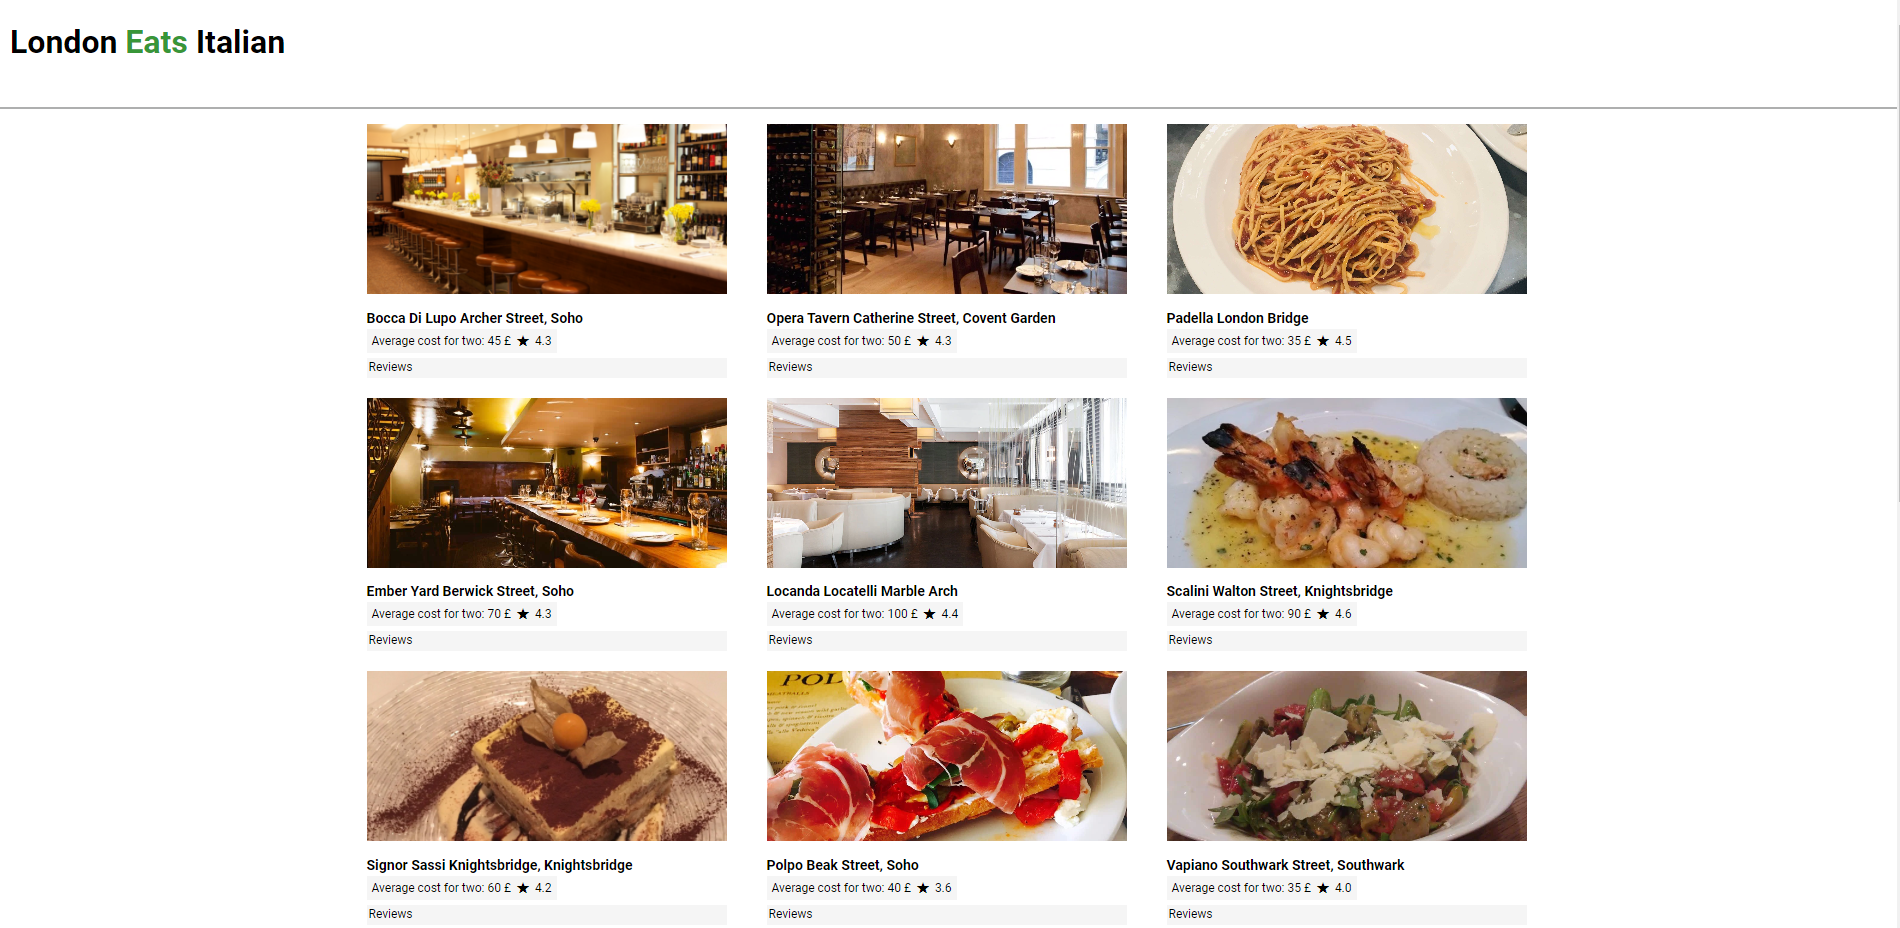 London Eats Italian
Bocca Di Lupo Archer Street, Soho
Average cost for two: 45 £ ★ 4.3
Reviews
Opera Tavern Catherine Street, Covent Garden
Average cost for two: 50 £ ★ 4.3
Reviews
Padella London Bridge
Average cost for two: 35 £ ★ 4.5
Reviews
Ember Yard Berwick Street, Soho
Average cost for two: 70 £ ★ 4.3
Reviews
Locanda Locatelli Marble Arch
Average cost for two: 100 £ ★ 4.4
Reviews
Scalini Walton Street, Knightsbridge
Average cost for two: 90 £ ★ 4.6
Reviews
POL
Signor Sassi Knightsbridge, Knightsbridge
Average cost for two: 60 £ ★ 4.2
Reviews
Polpo Beak Street, Soho
Average cost for two: 40 £ ★ 3.6
Reviews
Vapiano Southwark Street, Southwark
Average cost for two: 35 £ ★ 4.0
Reviews